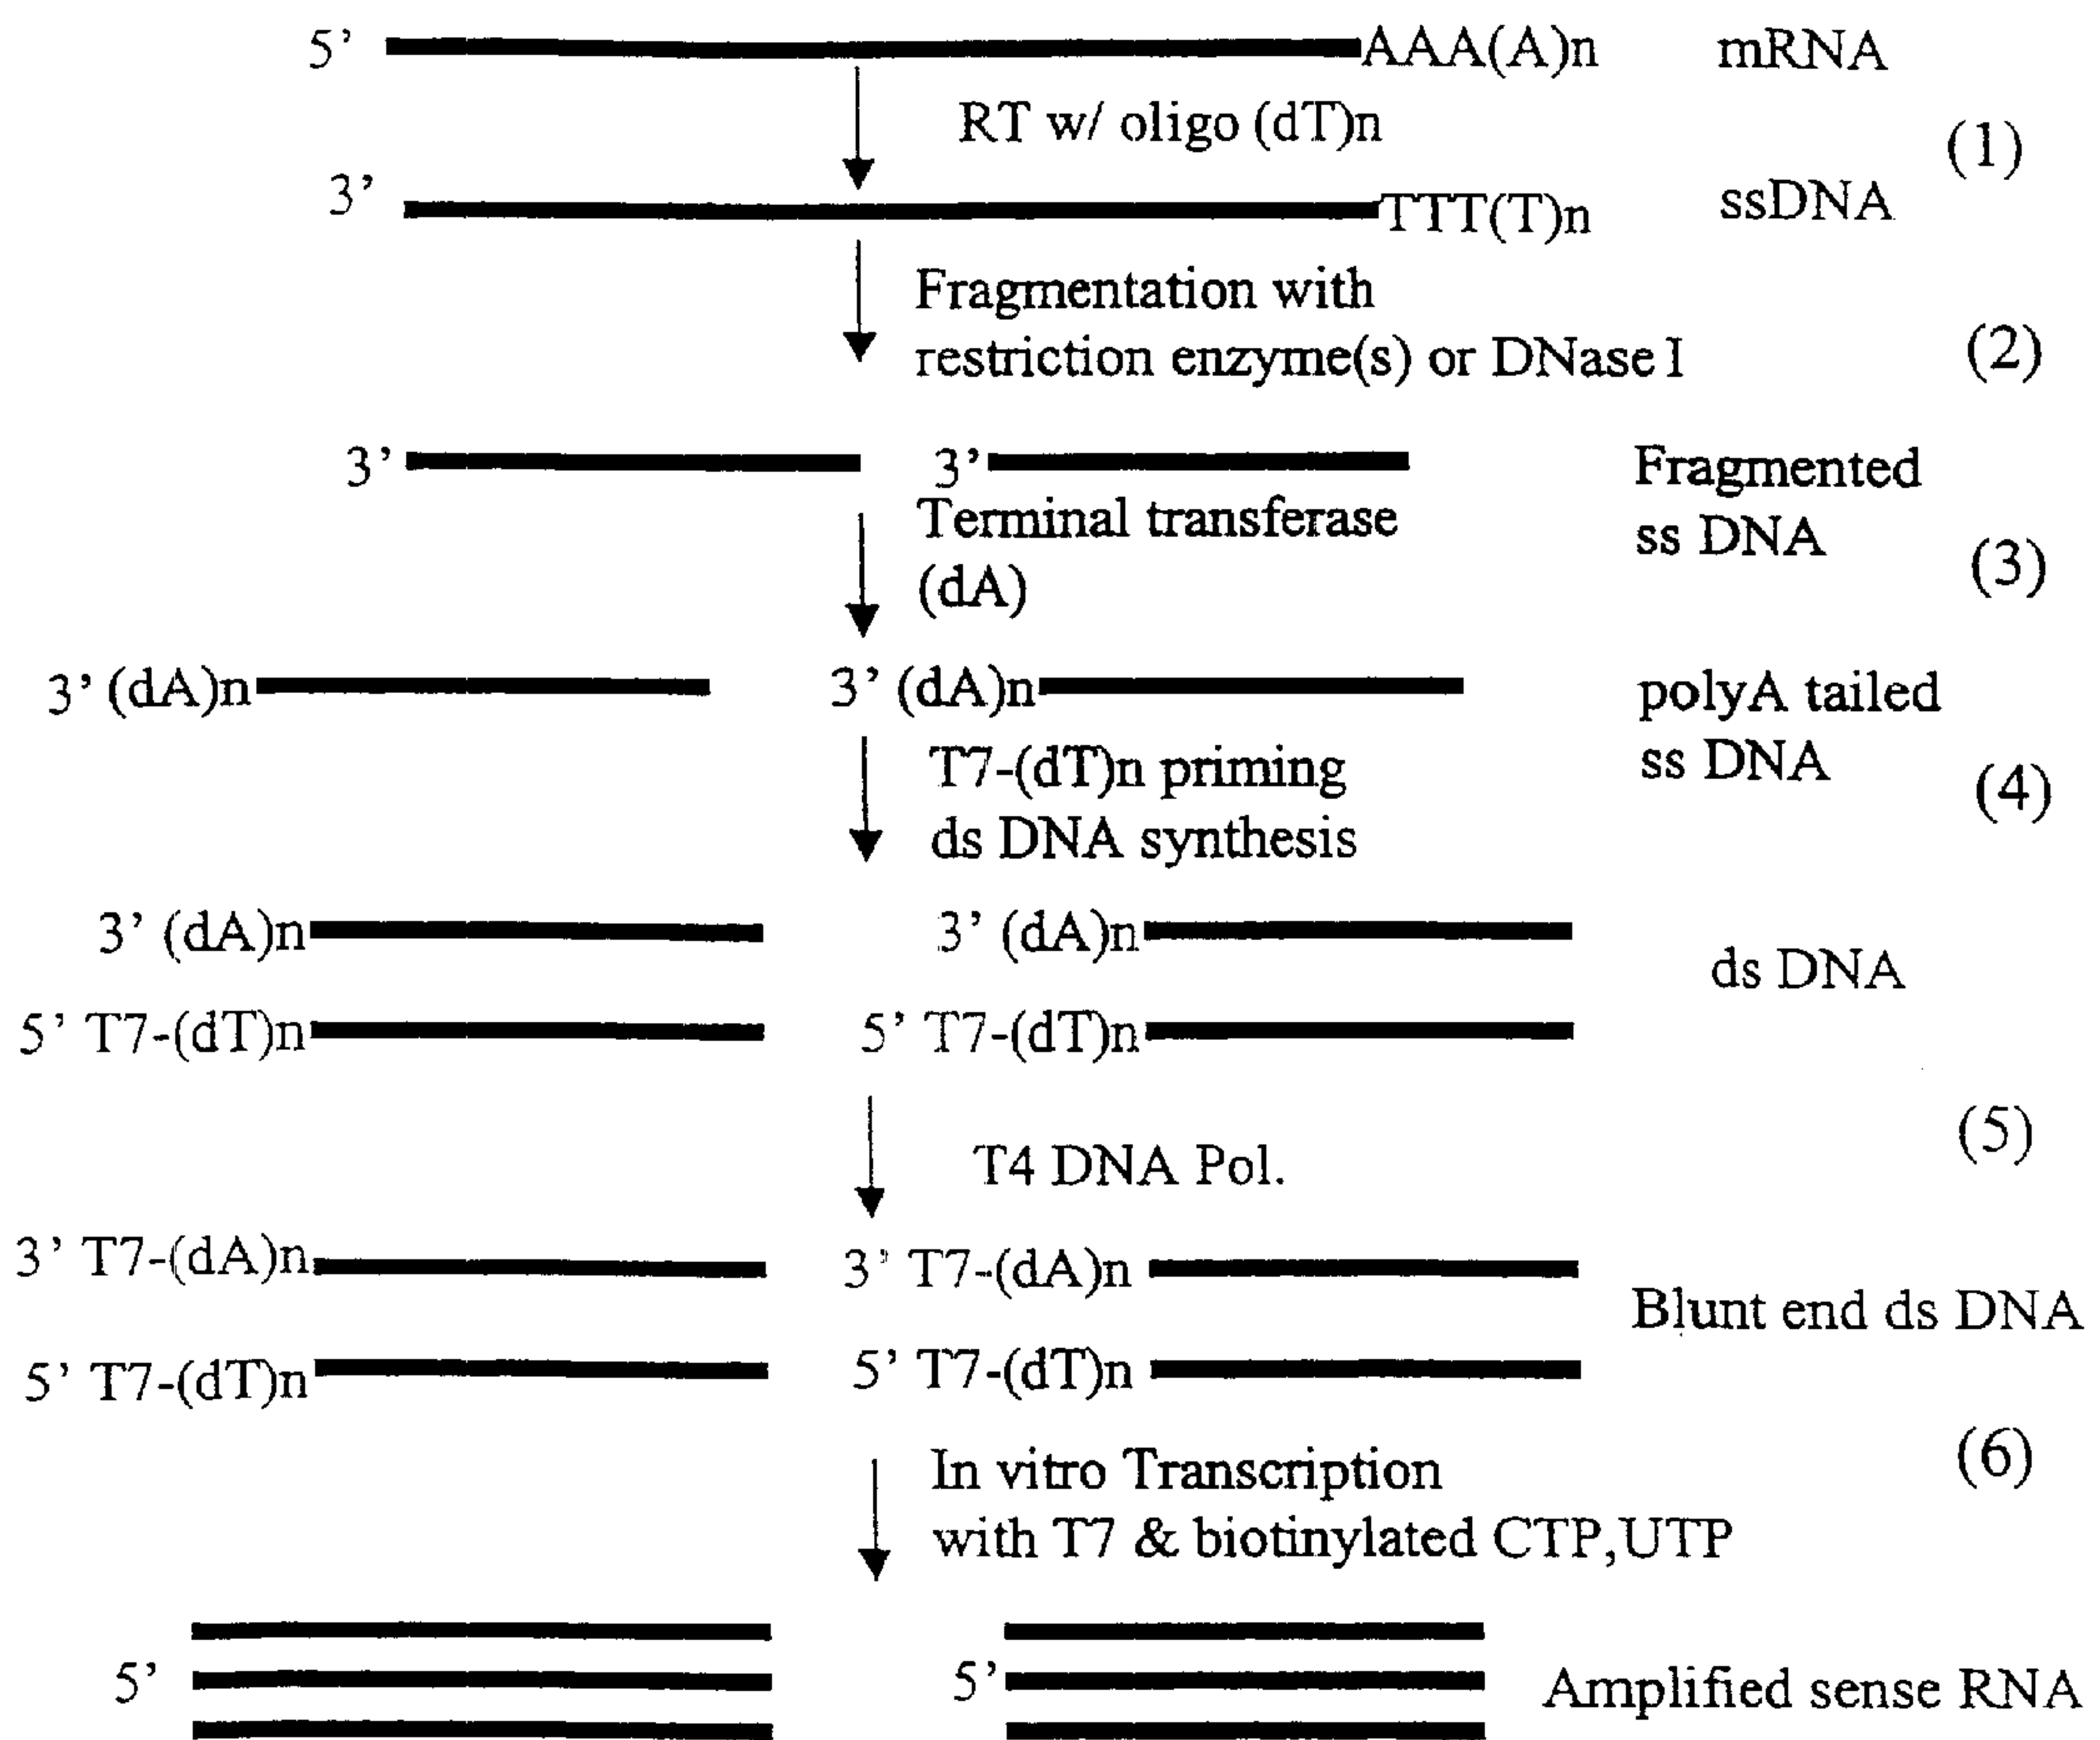 5' AAA(A)n mRNA
RT w/ oligo (dT)n
(1)
3' TTT(T)n ssDNA
Fragmentation with
restriction enzyme(s) or DNase I (2)
3' 3' Fragmented
Terminal transferase ss DNA
(dA) (3)
3' (dA)n 3' (dA)n polyA tailed
T7-(dT)n priming ss DNA
(4)
ds DNA synthesis
3' (dA)n 3' (dA)n
ds DNA
5' T7-(dT)n 5' T7-(dT)n
(5)
T4 DNA Pol.
3' T7-(dA)n 3' T7-(dA)n
Blunt end ds DNA
5' T7-(dT)n 5' T7-(dT)n
In vitro Transcription (6)
with T7 & biotinylated CTP,UTP
5' 5' Amplified sense RNA